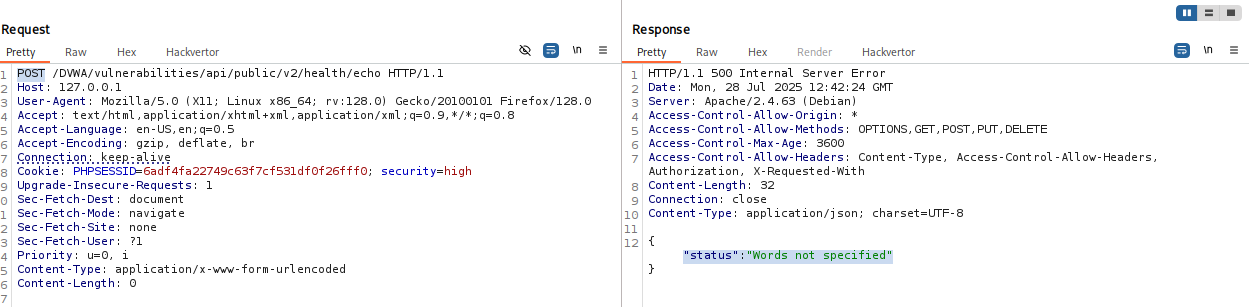 Request
Pretty Raw Hex Hackvertor \n
1 POST /DVWA/vulnerabilities/api/public/v2/health/echo HTTP/1.1
2 Host: 127.0.0.1
3 User-Agent: Mozilla/5.0 (X11; Linux x86_64; rv:128.0) Gecko/20100101 Firefox/128.0
4 Accept: text/html,application/xhtml+xml,application/xml;q=0.9,*/*;q=0.8
5 Accept-Language: en-US,en;q=0.5
6 Accept-Encoding: gzip, deflate, br
7 Connection: keep-alive
8 Cookie: PHPSESSID=6adf4fa22749c63f7cf531df0f26fff0; security=high
9 Upgrade-Insecure-Requests: 1
0 Sec-Fetch-Dest: document
1 Sec-Fetch-Mode: navigate
2 Sec-Fetch-Site: none
3 Sec-Fetch-User: ?1
4 Priority: u=0, i
5 Content-Type: application/x-www-form-urlencoded
6 Content-Length: 0
7
Response
Pretty Raw Hex Render Hackvertor \n
1 HTTP/1.1 500 Internal Server Error
2 Date: Mon, 28 Jul 2025 12:42:24 GMT
3 Server: Apache/2.4.63 (Debian)
4 Access-Control-Allow-Origin: *
5 Access-Control-Allow-Methods: OPTIONS,GET,POST,PUT,DELETE
6 Access-Control-Max-Age: 3600
7 Access-Control-Allow-Headers: Content-Type, Access-Control-Allow-Headers,
Authorization, X-Requested-With
8 Content-Length: 32
9 Connection: close
10 Content-Type: application/json; charset=UTF-8
11
12 {
"status":"Words not specified"
}